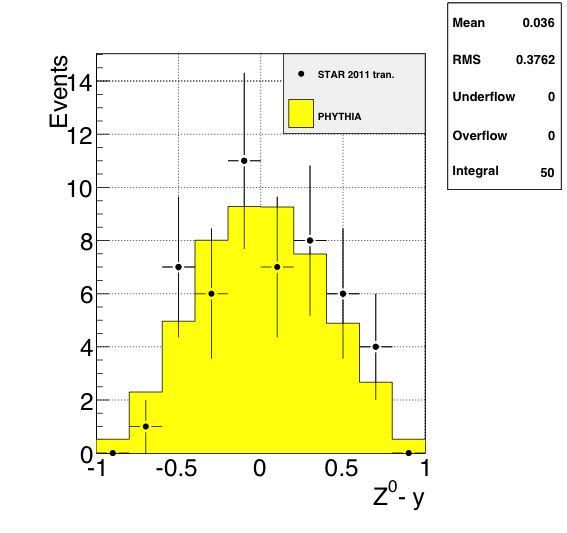 Mean 0.036
RMS 0.3762
Underflow 0
Overflow 0
Integral 50
Events
STAR 2011 tran.
PHYTHIA
14
12
10
8
6
4
2
0
-1 -0.5 0 0.5 1
Z⁰- y